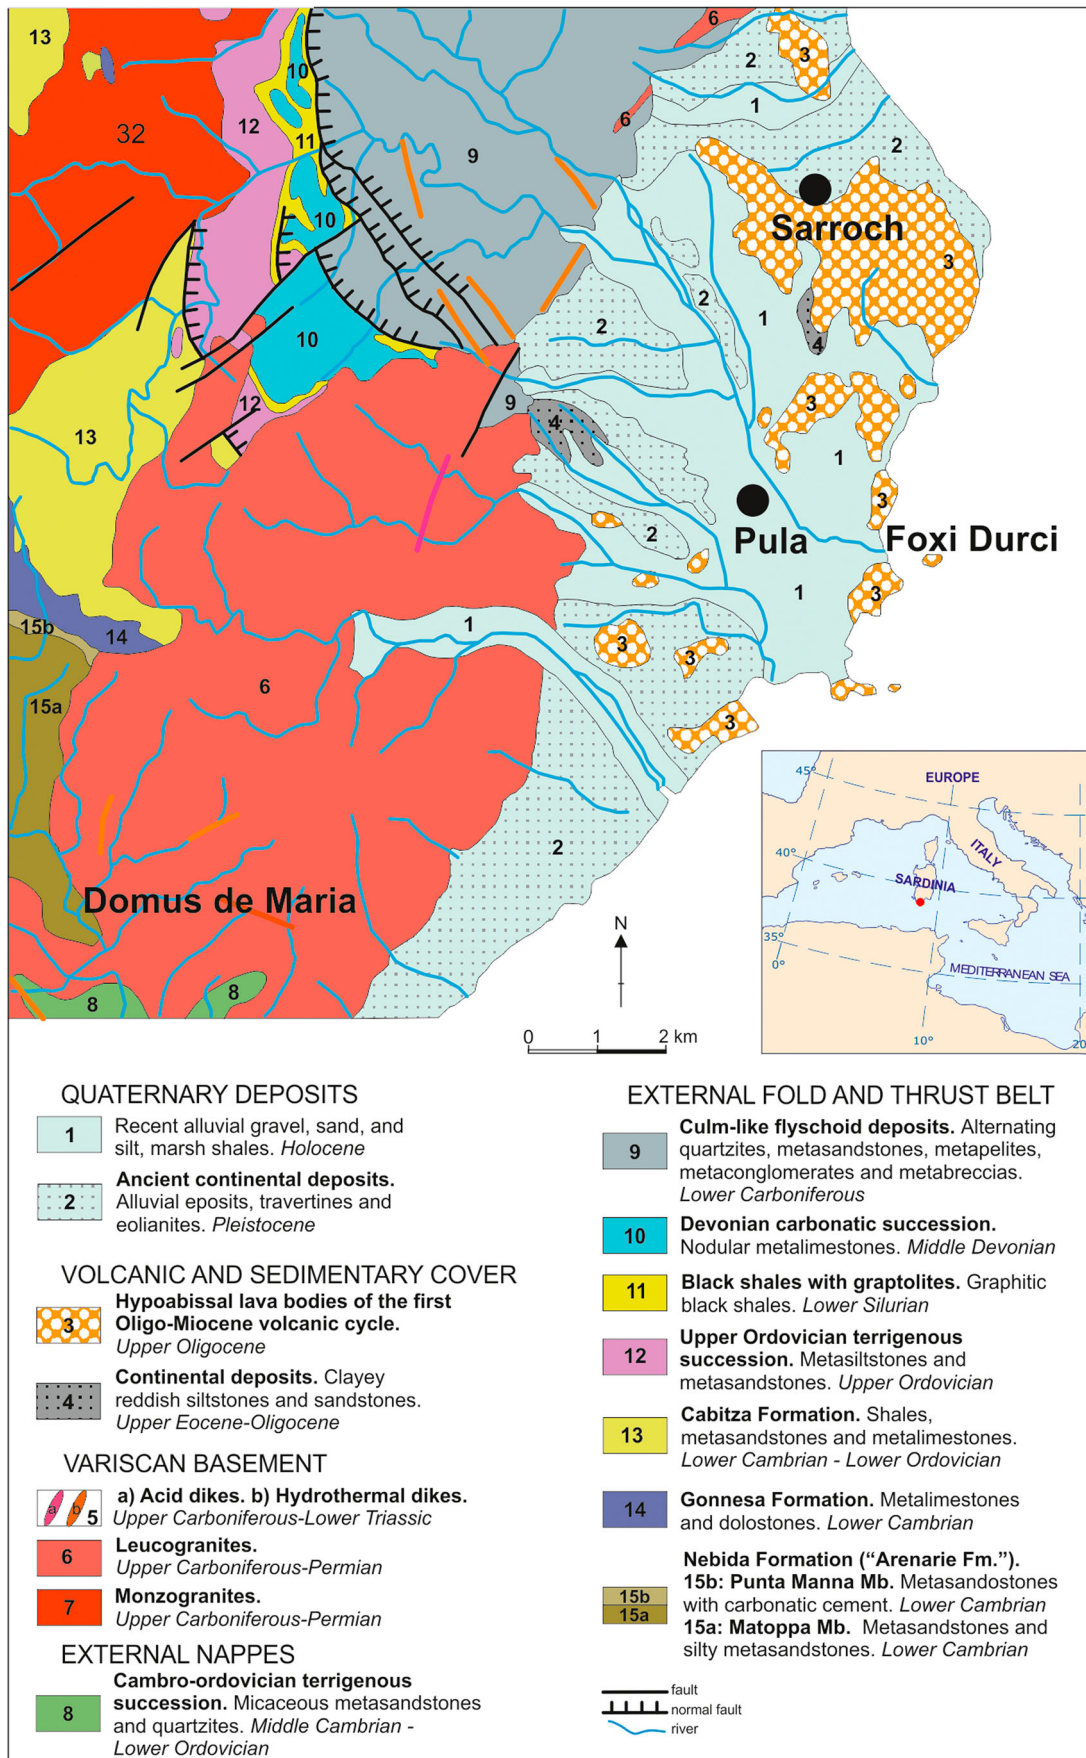 13
10
6
2
3
32
12
11
9
6
1
2
10
Sarroch
3
2
1
2
10
4
12
9
4
3
13
1
3
2
Pula
Foxi Durci
1
3
15b
14
1
3
3
6
15a
3
2
Domus de Maria
8
8
N
0 1 2 km
45°
EUROPE
40°
ITALY
SARDINIA
35°
0°
MEDITERRANEAN SEA
10°
20
QUATERNARY DEPOSITS
1
Recent alluvial gravel, sand, and
silt, marsh shales. Holocene
2
Ancient continental deposits.
Alluvial eposits, travertines and
eolianites. Pleistocene
VOLCANIC AND SEDIMENTARY COVER
3
Hypoabissal lava bodies of the first
Oligo-Miocene volcanic cycle.
Upper Oligocene
4
Continental deposits. Clayey
reddish siltstones and sandstones.
Upper Eocene-Oligocene
VARISCAN BASEMENT
a b 5
a) Acid dikes. b) Hydrothermal dikes.
Upper Carboniferous-Lower Triassic
6
Leucogranites.
Upper Carboniferous-Permian
7
Monzogranites.
Upper Carboniferous-Permian
EXTERNAL NAPPES
8
Cambro-ordovician terrigenous
succession. Micaceous metasandstones
and quartzites. Middle Cambrian -
Lower Ordovician
EXTERNAL FOLD AND THRUST BELT
9
Culm-like flyschoid deposits. Alternating
quartzites, metasandstones, metapelites,
metaconglomerates and metabreccias.
Lower Carboniferous
10
Devonian carbonatic succession.
Nodular metalimestones. Middle Devonian
11
Black shales with graptolites. Graphitic
black shales. Lower Silurian
12
Upper Ordovician terrigenous
succession. Metasiltstones and
metasandstones. Upper Ordovician
13
Cabitza Formation. Shales,
metasandstones and metalimestones.
Lower Cambrian - Lower Ordovician
14
Gonnesa Formation. Metalimestones
and dolostones. Lower Cambrian
Nebida Formation (“Arenarie Fm.”).
15b
15b: Punta Manna Mb. Metasandostones
with carbonatic cement. Lower Cambrian
15a
15a: Matoppa Mb. Metasandstones and
silty metasandstones. Lower Cambrian
fault
normal fault
river